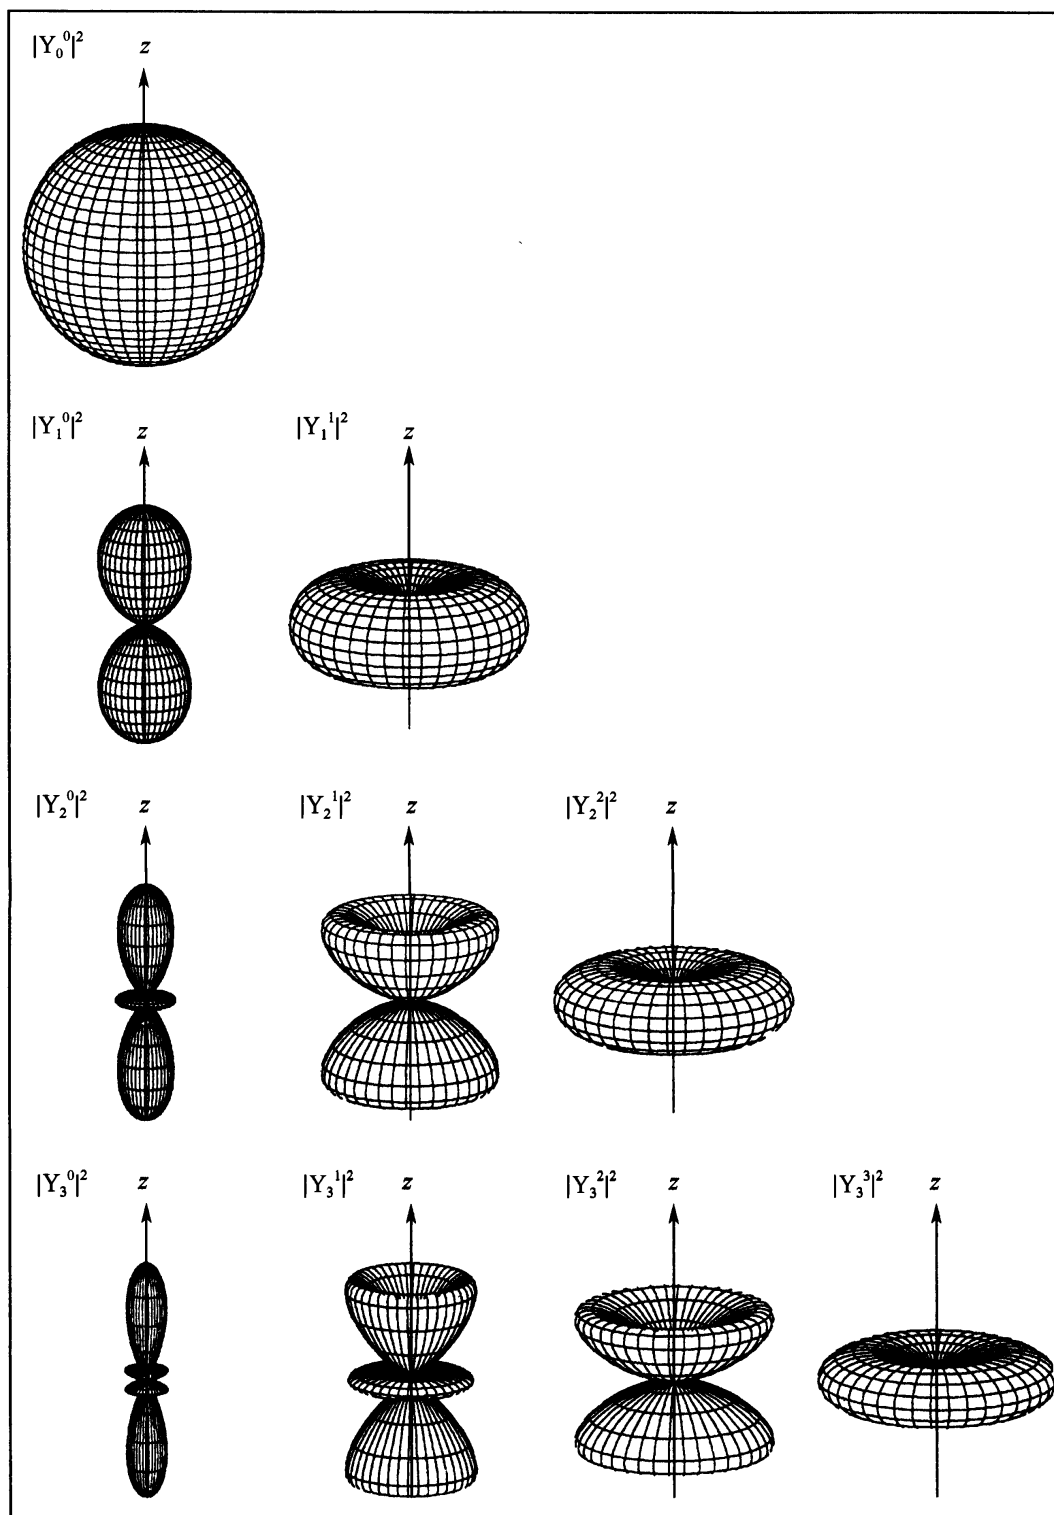 |Y₀⁰|² z
|Y₁⁰|² z |Y₁¹|² z
|Y₂⁰|² z |Y₂¹|² z |Y₂²|² z
|Y₃⁰|² z |Y₃¹|² z |Y₃²|² z |Y₃³|² z